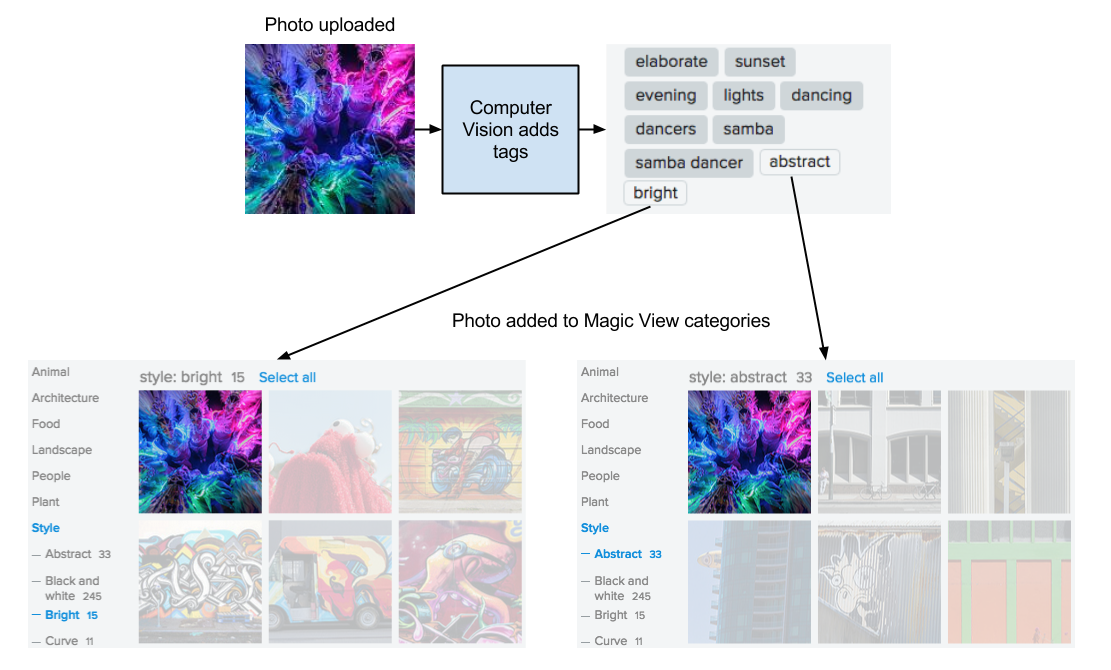 Photo uploaded
Computer
Vision adds
tags
elaborate sunset
evening lights dancing
dancers samba
samba dancer abstract
bright
Photo added to Magic View categories
Animal
style: bright 15 Select all
Architecture
Food
Landscape
People
Plant
Style
— Abstract 33
— Black and
white 245
— Bright 15
— Curve 11
Animal
style: abstract 33 Select all
Architecture
Food
Landscape
People
Plant
Style
— Abstract 33
— Black and
white 245
— Bright 15
— Curve 11